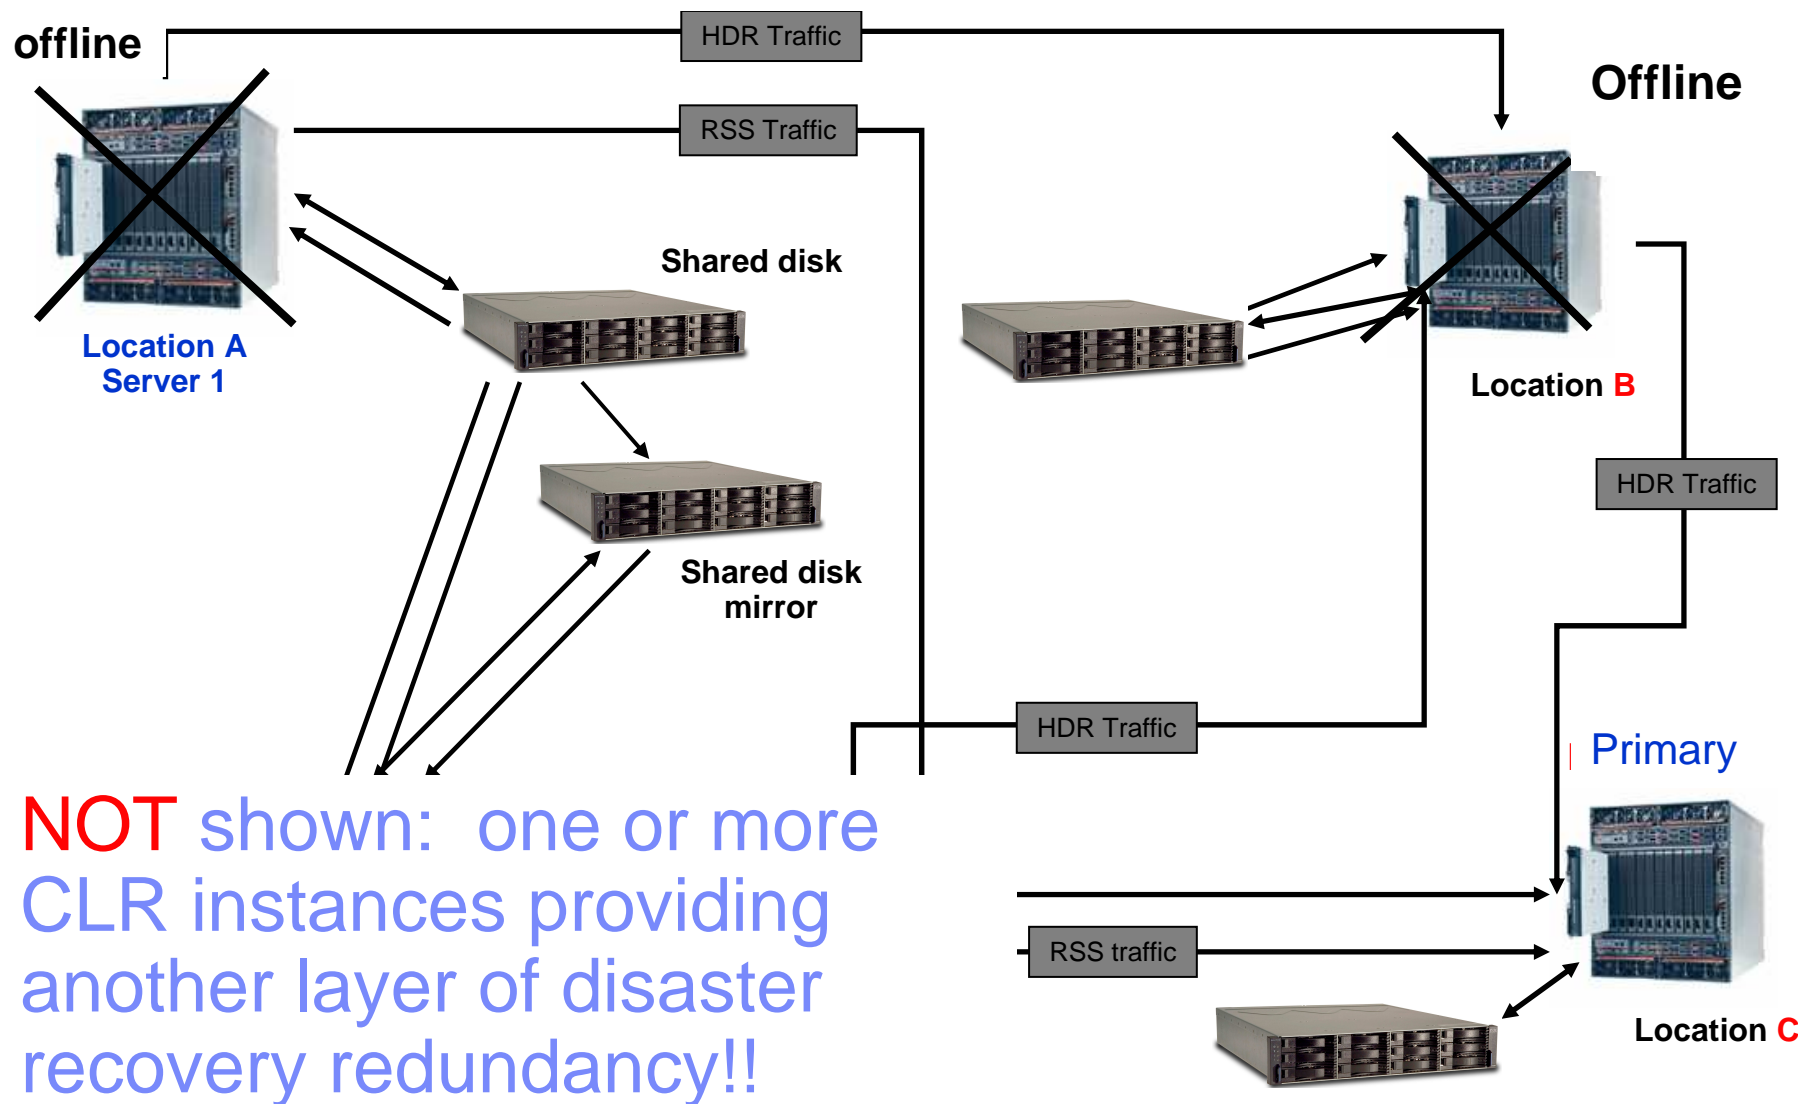 offline
HDR Traffic
Offline
RSS Traffic
Shared disk
Location A
Server 1
Location B
HDR Traffic
Shared disk
mirror
HDR Traffic
Primary
NOT shown:  one or more
CLR instances providing
another layer of disaster
recovery redundancy!!
RSS traffic
Location C